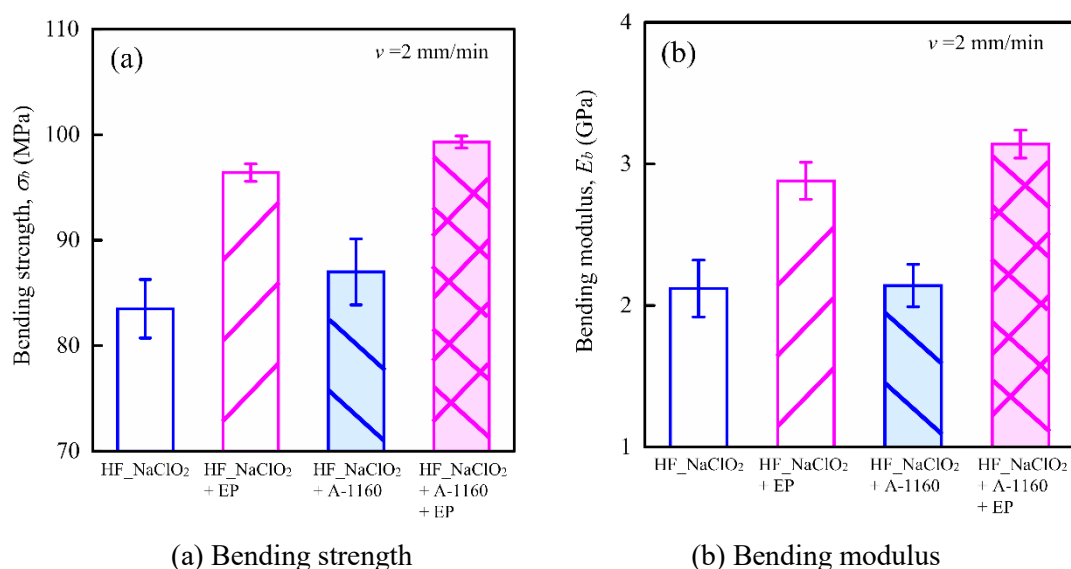 110
(a)
v =2 mm/min
100
90
80
70
Bending strength, σb (MPa)
HF_NaClO2
HF_NaClO2
+ EP
HF_NaClO2
+ A-1160
HF_NaClO2
+ A-1160
+ EP
(a) Bending strength
4
(b)
v =2 mm/min
3
2
1
Bending modulus, Eb (GPa)
HF_NaClO2
HF_NaClO2
+ EP
HF_NaClO2
+ A-1160
HF_NaClO2
+ A-1160
+ EP
(b) Bending modulus